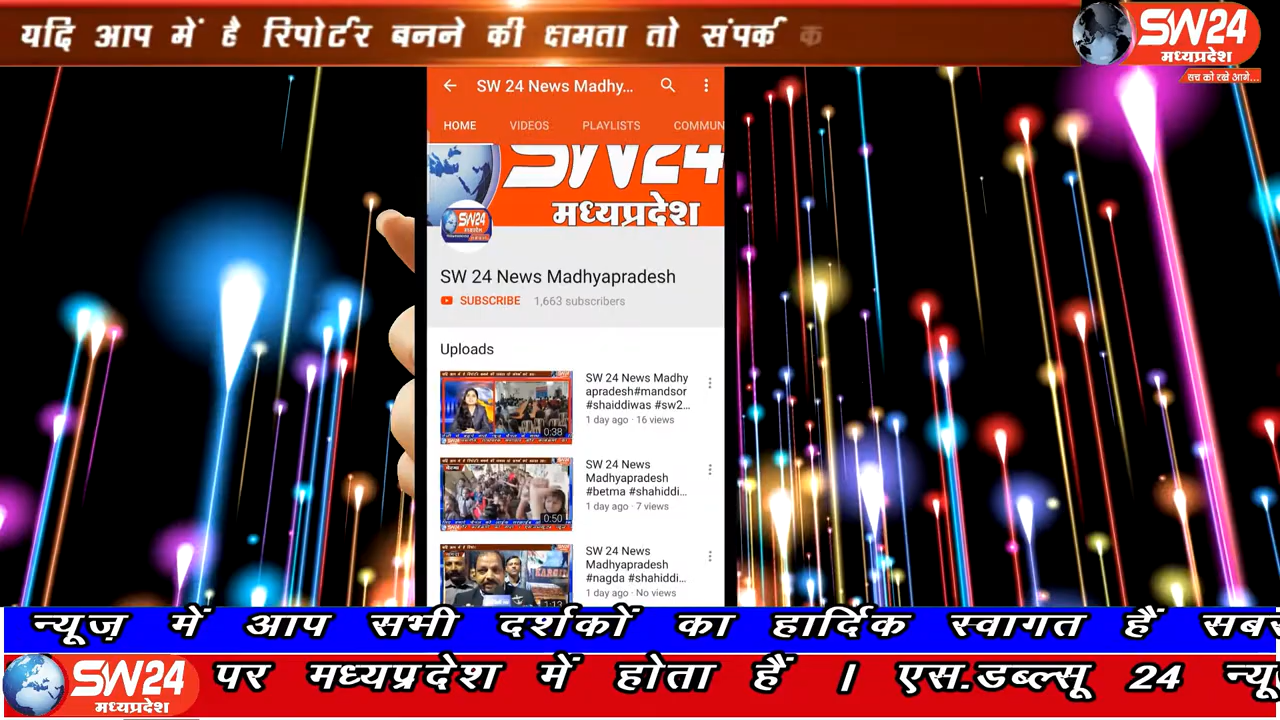 यदि आप में है रिपोर्टर बनने की क्षमता तो संपर्क क
SW24
मध्यप्रदेश
सच को रखे आगे...
SW 24 News Madhy...
HOME VIDEOS PLAYLISTS COMMUN
SW24
मध्यप्रदेश
SW24
SW 24 News Madhyapradesh
SUBSCRIBE 1,663 subscribers
Uploads
SW 24 News Madhy
apradesh#mandsor
#shaiddiwas #sw2...
1 day ago · 16 views
0:38
SW 24 News
Madhyapradesh
#betma #shahiddi...
1 day ago · 7 views
0:50
SW 24 News
Madhyapradesh
#nagda #shahiddi...
1 day ago · No views
1:13
न्यूज़ में आप सभी दर्शकों का हार्दिक स्वागत हैं सबस
SW24
मध्यप्रदेश
पर मध्यप्रदेश में होता हैं । एस.डब्ल्सू 24 न्यू